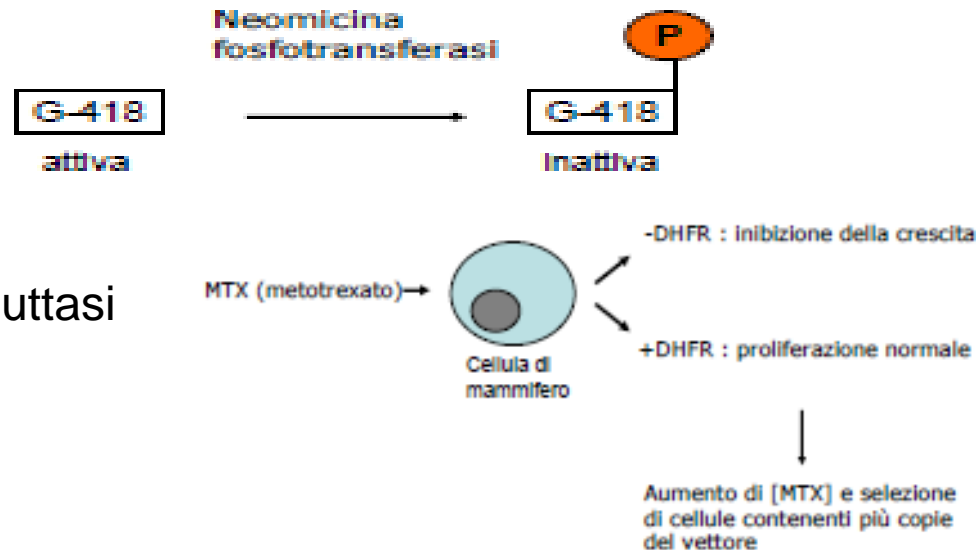 Neomicina
fosfotransferasi
P
G-418
G-418
attiva
inattiva
-DHFR : inibizione della crescita
uttasi
MTX (metotrexato)
+DHFR : proliferazione normale
Cellula di
mammifero
Aumento di [MTX] e selezione
di cellule contenenti più copie
del vettore